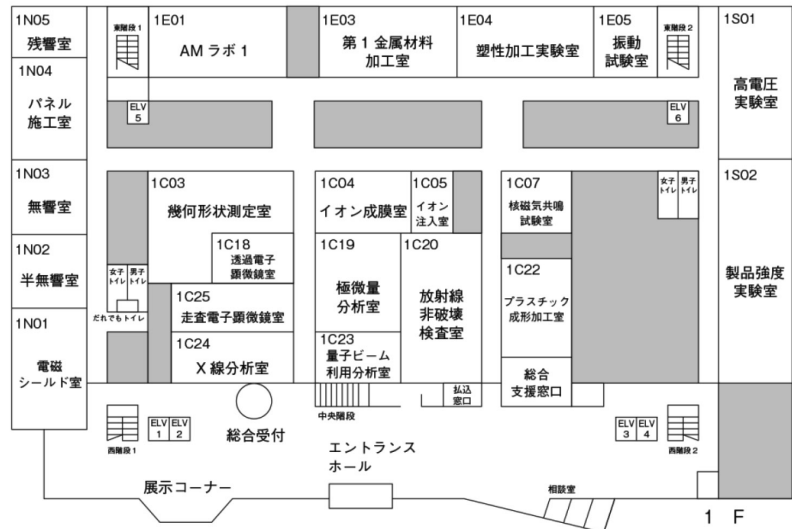 1N05
残響室
東階段1
1E01
AMラボ1
1E03
第1金属材料
加工室
1E04
塑性加工実験室
1E05
振動
試験室
東階段2
1S01
高電圧
実験室
1N04
パネル
施工室
ELV
5
ELV
6
1N03
無響室
1C03
幾何形状測定室
1C04
イオン成膜室
1C05
イオン
注入室
1C07
核磁気共鳴
試験室
女子
トイレ
男子
トイレ
1S02
製品強度
実験室
1N02
半無響室
女子
トイレ
男子
トイレ
だれでもトイレ
1C18
透過電子
顕微鏡室
1C19
極微量
分析室
1C20
放射線
非破壊
検査室
1C22
プラスチック
成形加工室
1C25
走査電子顕微鏡室
1N01
電磁
シールド室
1C24
X線分析室
1C23
量子ビーム
利用分析室
総合
支援窓口
払込
窓口
中央階段
西階段1
ELV
1
ELV
2
総合受付
エントランス
ホール
ELV
3
ELV
4
西階段2
展示コーナー
相談室
1 F